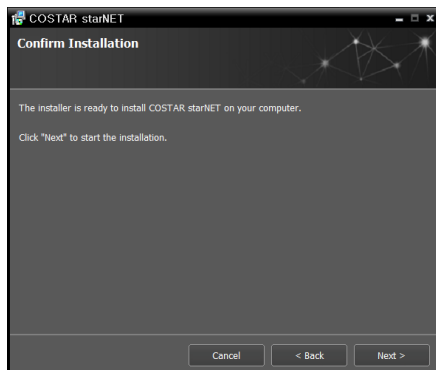 COSTAR starNET
Confirm Installation
The installer is ready to install COSTAR starNET on your computer.
Click "Next" to start the installation.
Cancel
< Back
Next >